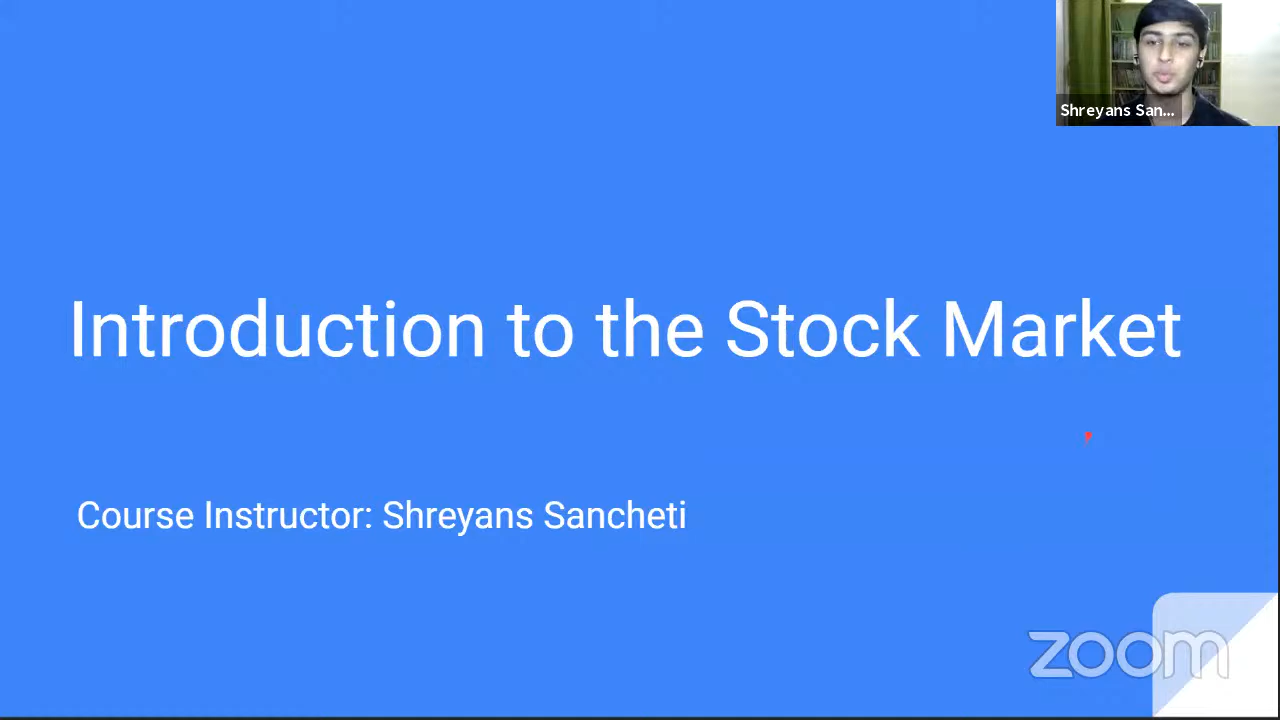 Shreyans San...
Introduction to the Stock Market
Course Instructor: Shreyans Sancheti
zoom